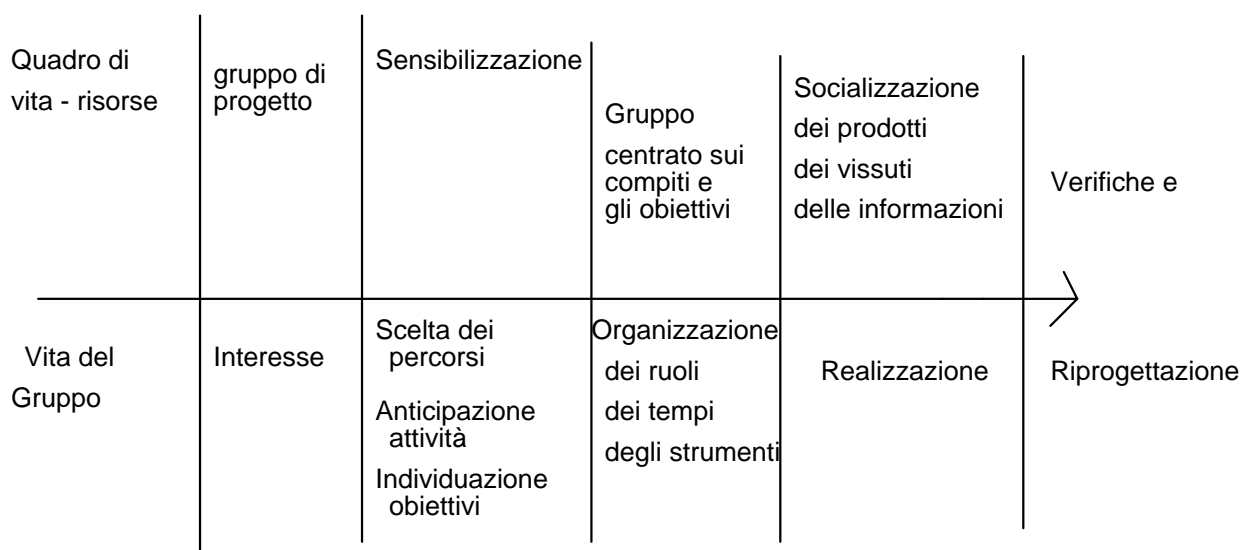 Quadro di
vita - risorse
gruppo di
progetto
Sensibilizzazione
Gruppo
centrato sui
compiti e
gli obiettivi
Socializzazione
dei prodotti
dei vissuti
delle informazioni
Verifiche e
Vita del
Gruppo
Interesse
Scelta dei
percorsi
Anticipazione
attività
Individuazione
obiettivi
Organizzazione
dei ruoli
dei tempi
degli strumenti
Realizzazione
Riprogettazione